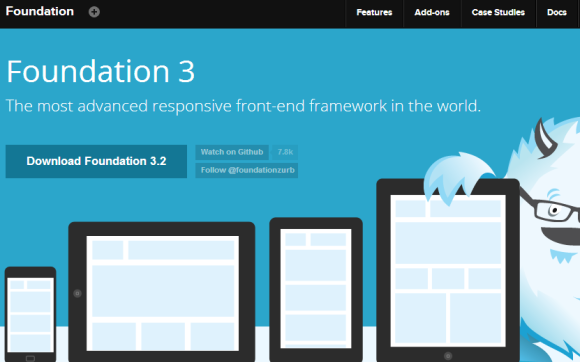 Foundation
Features Add-ons Case Studies Docs
Foundation 3
The most advanced responsive front-end framework in the world.
Download Foundation 3.2
Watch on Github 7.8k
Follow @foundationzurb